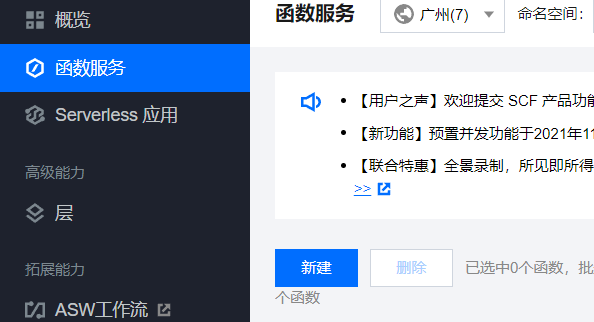 概览
函数服务
Serverless 应用
高级能力
层
拓展能力
ASW工作流
函数服务
广州(7)
命名空间:
【用户之声】欢迎提交 SCF 产品功能
【新功能】预置并发功能于2021年11
【联合特惠】全景录制，所见即所得
>>
新建
删除
已选中0个函数，批
个函数